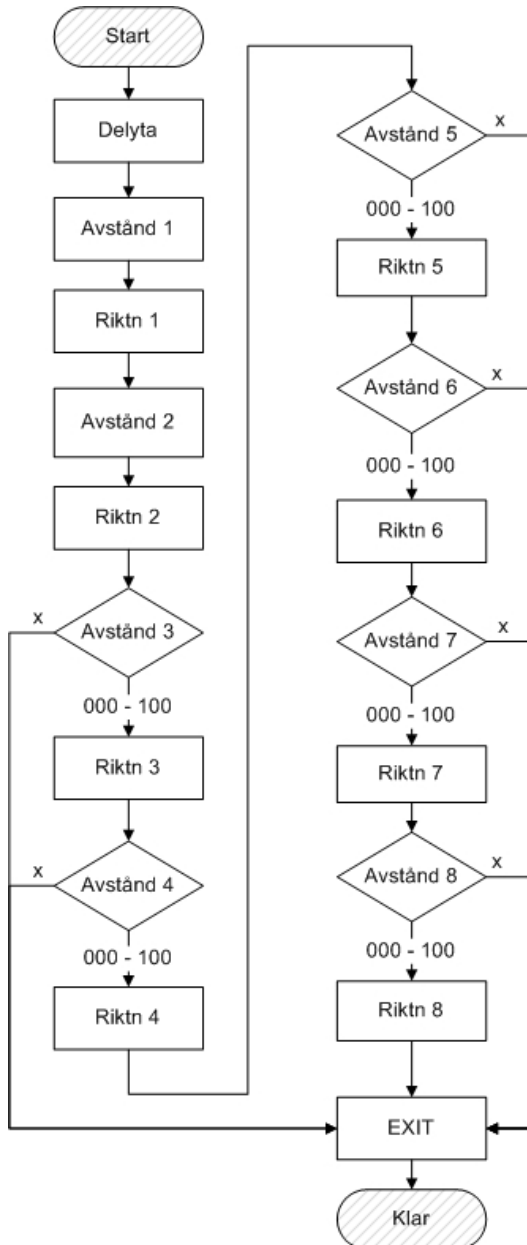 Start
Delyta
Avstånd 1
Riktn 1
Avstånd 2
Riktn 2
Avstånd 3
x
000 - 100
Riktn 3
Avstånd 4
x
000 - 100
Riktn 4
Avstånd 5
x
000 - 100
Riktn 5
Avstånd 6
x
000 - 100
Riktn 6
Avstånd 7
x
000 - 100
Riktn 7
Avstånd 8
x
000 - 100
Riktn 8
EXIT
Klar